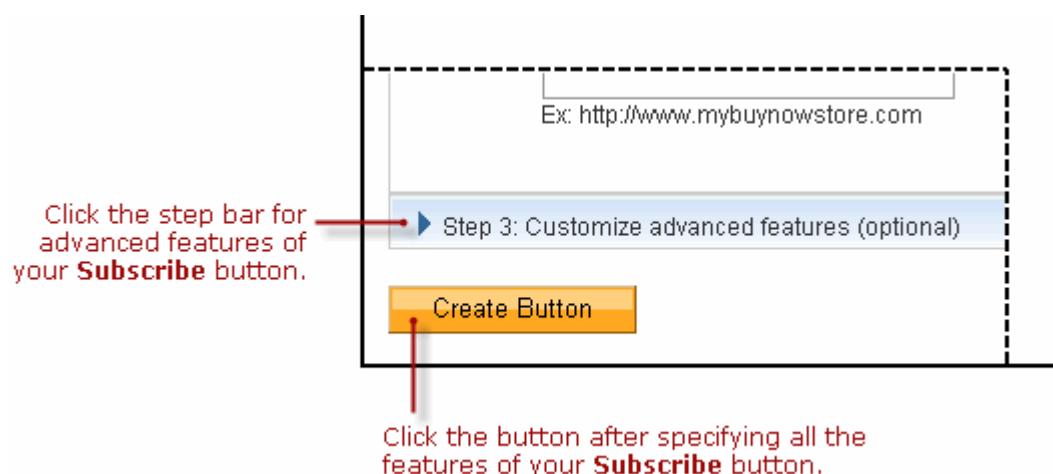 Ex: http://www.mybuynowstore.com
Click the step bar for
advanced features of
your Subscribe button.
Step 3: Customize advanced features (optional)
Create Button
Click the button after specifying all the
features of your Subscribe button.